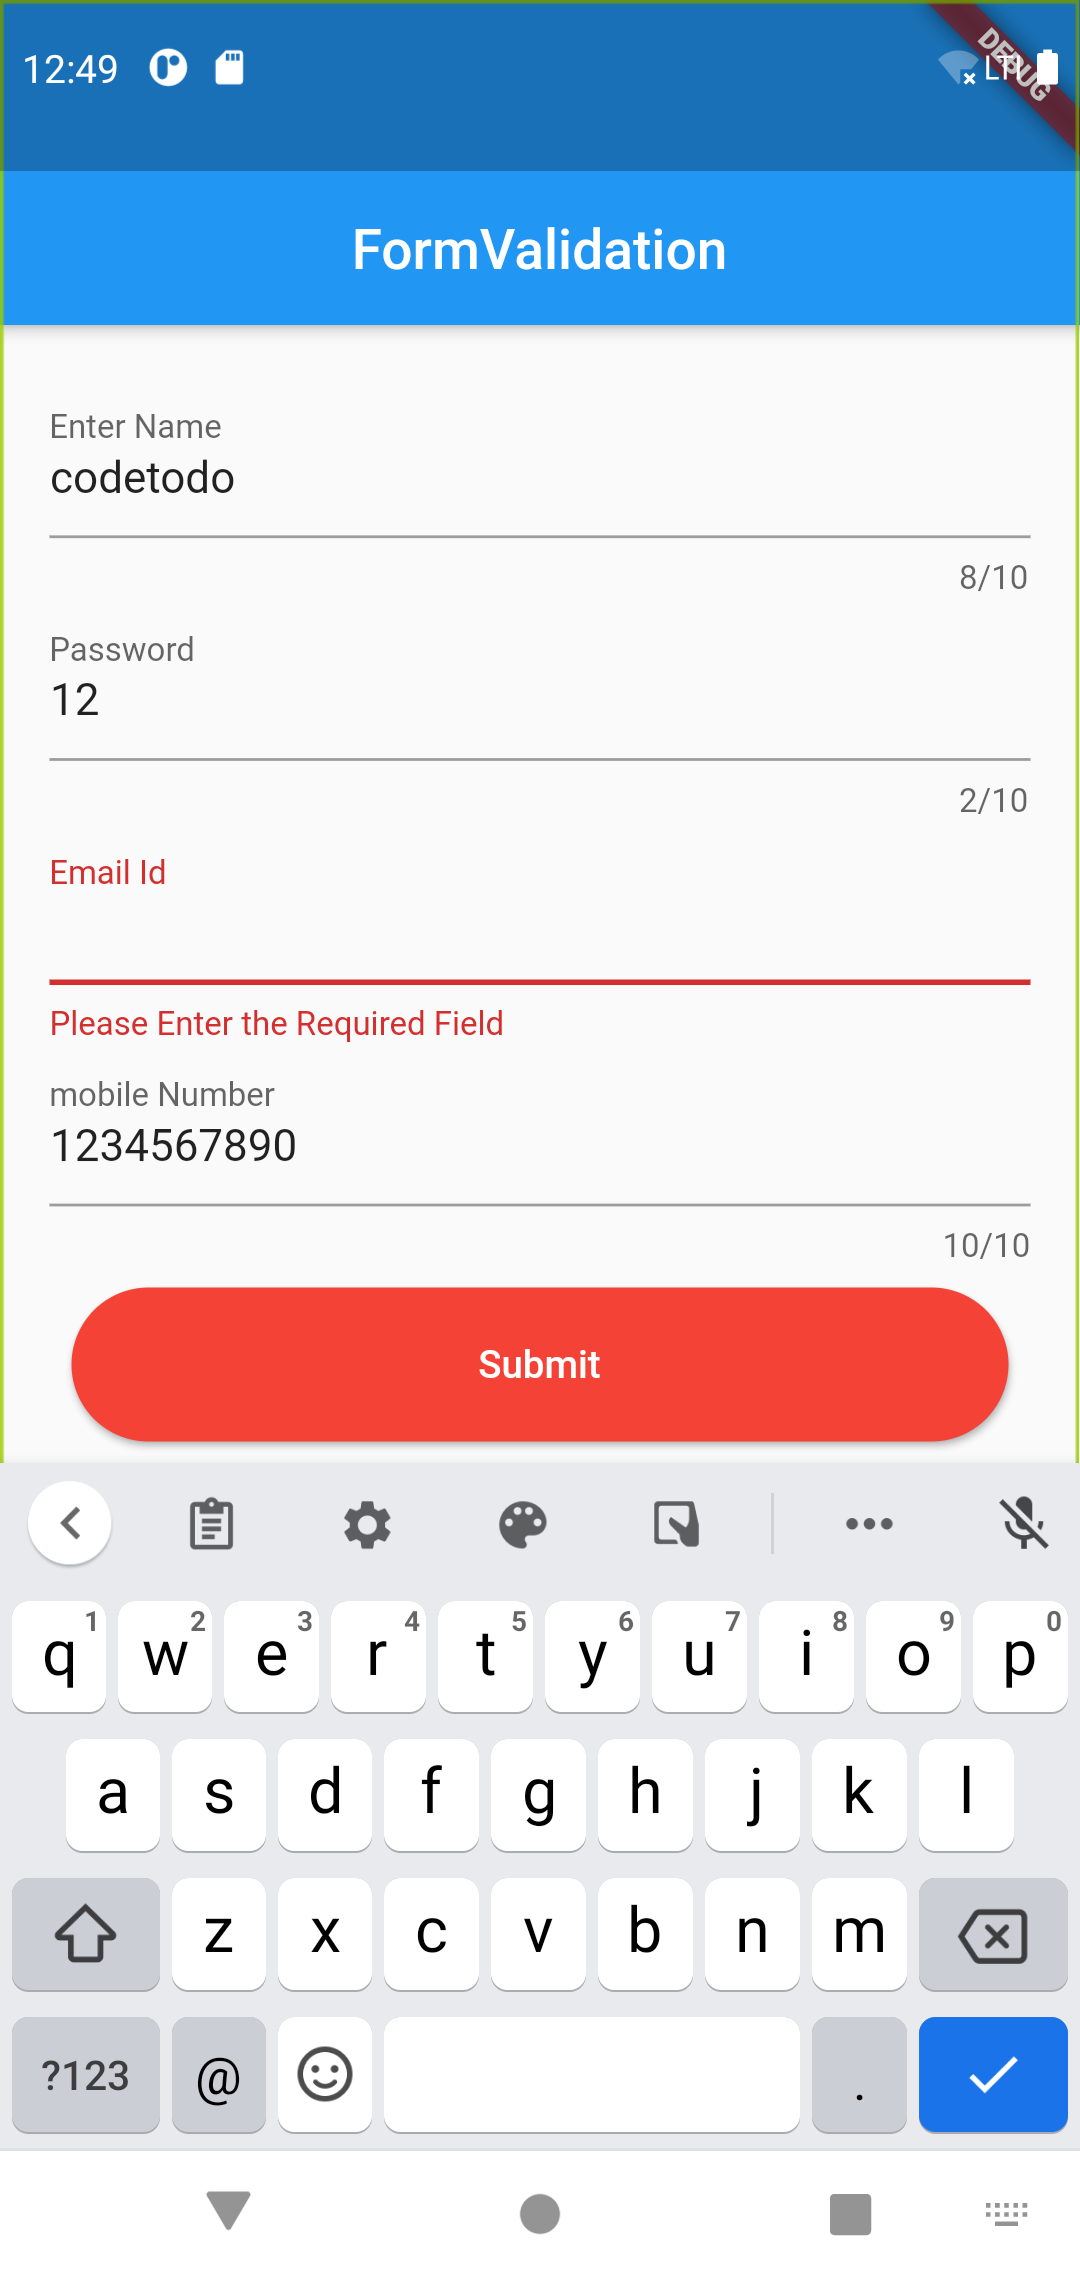 12:49
LTE
DEBUG
FormValidation
Enter Name
codetodo
8/10
Password
12
2/10
Email Id
Please Enter the Required Field
mobile Number
1234567890
10/10
Submit
q 1 w 2 e 3 r 4 t 5 y 6 u 7 i 8 o 9 p 0
a s d f g h j k l
z x c v b n m
?123 @ .